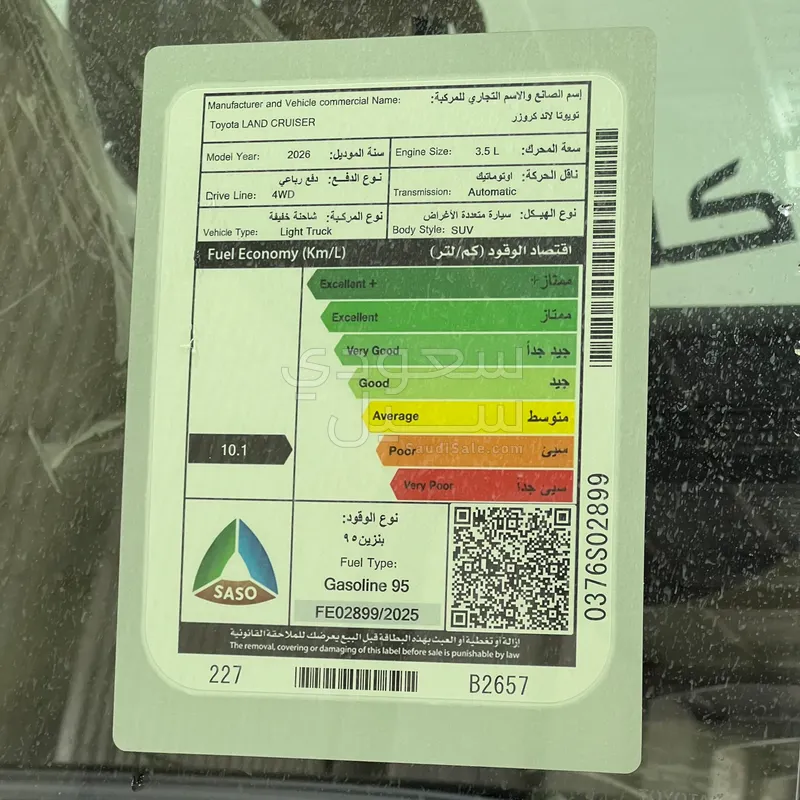 إسم الصانع والاسم التجاري للمركبة:
Manufacturer and Vehicle commercial Name:
تويوتا لاند كروزر
Toyota LAND CRUISER
Model Year: 2026 سنة الموديل:
Engine Size: 3.5 L سعة المحرك:
نوع الدفع: دفع رباعي
Drive Line: 4WD
ناقل الحركة: اوتوماتيك
Transmission: Automatic
نوع المركبة: شاحنة خفيفة
Vehicle Type: Light Truck
نوع الهيكل: سيارة متعددة الأغراض
Body Style: SUV
Fuel Economy (Km/L) اقتصاد الوقود (كم/لتر)
Excellent + ممتاز+
Excellent ممتاز
Very Good جيد جداً
Good جيد
Average متوسط
10.1
Poor سيئ
Very Poor سيئ جداً
سعودي سيل
SaudiSale.com
SASO
نوع الوقود:
بنزين ٩٥
Fuel Type:
Gasoline 95
FE02899/2025
إزالة أو تغطية أو العبث بهذه البطاقة قبل البيع يعرضك للملاحقة القانونية
The removal, covering or damaging of this label before sale is punishable by law
227
B2657
0376S02899